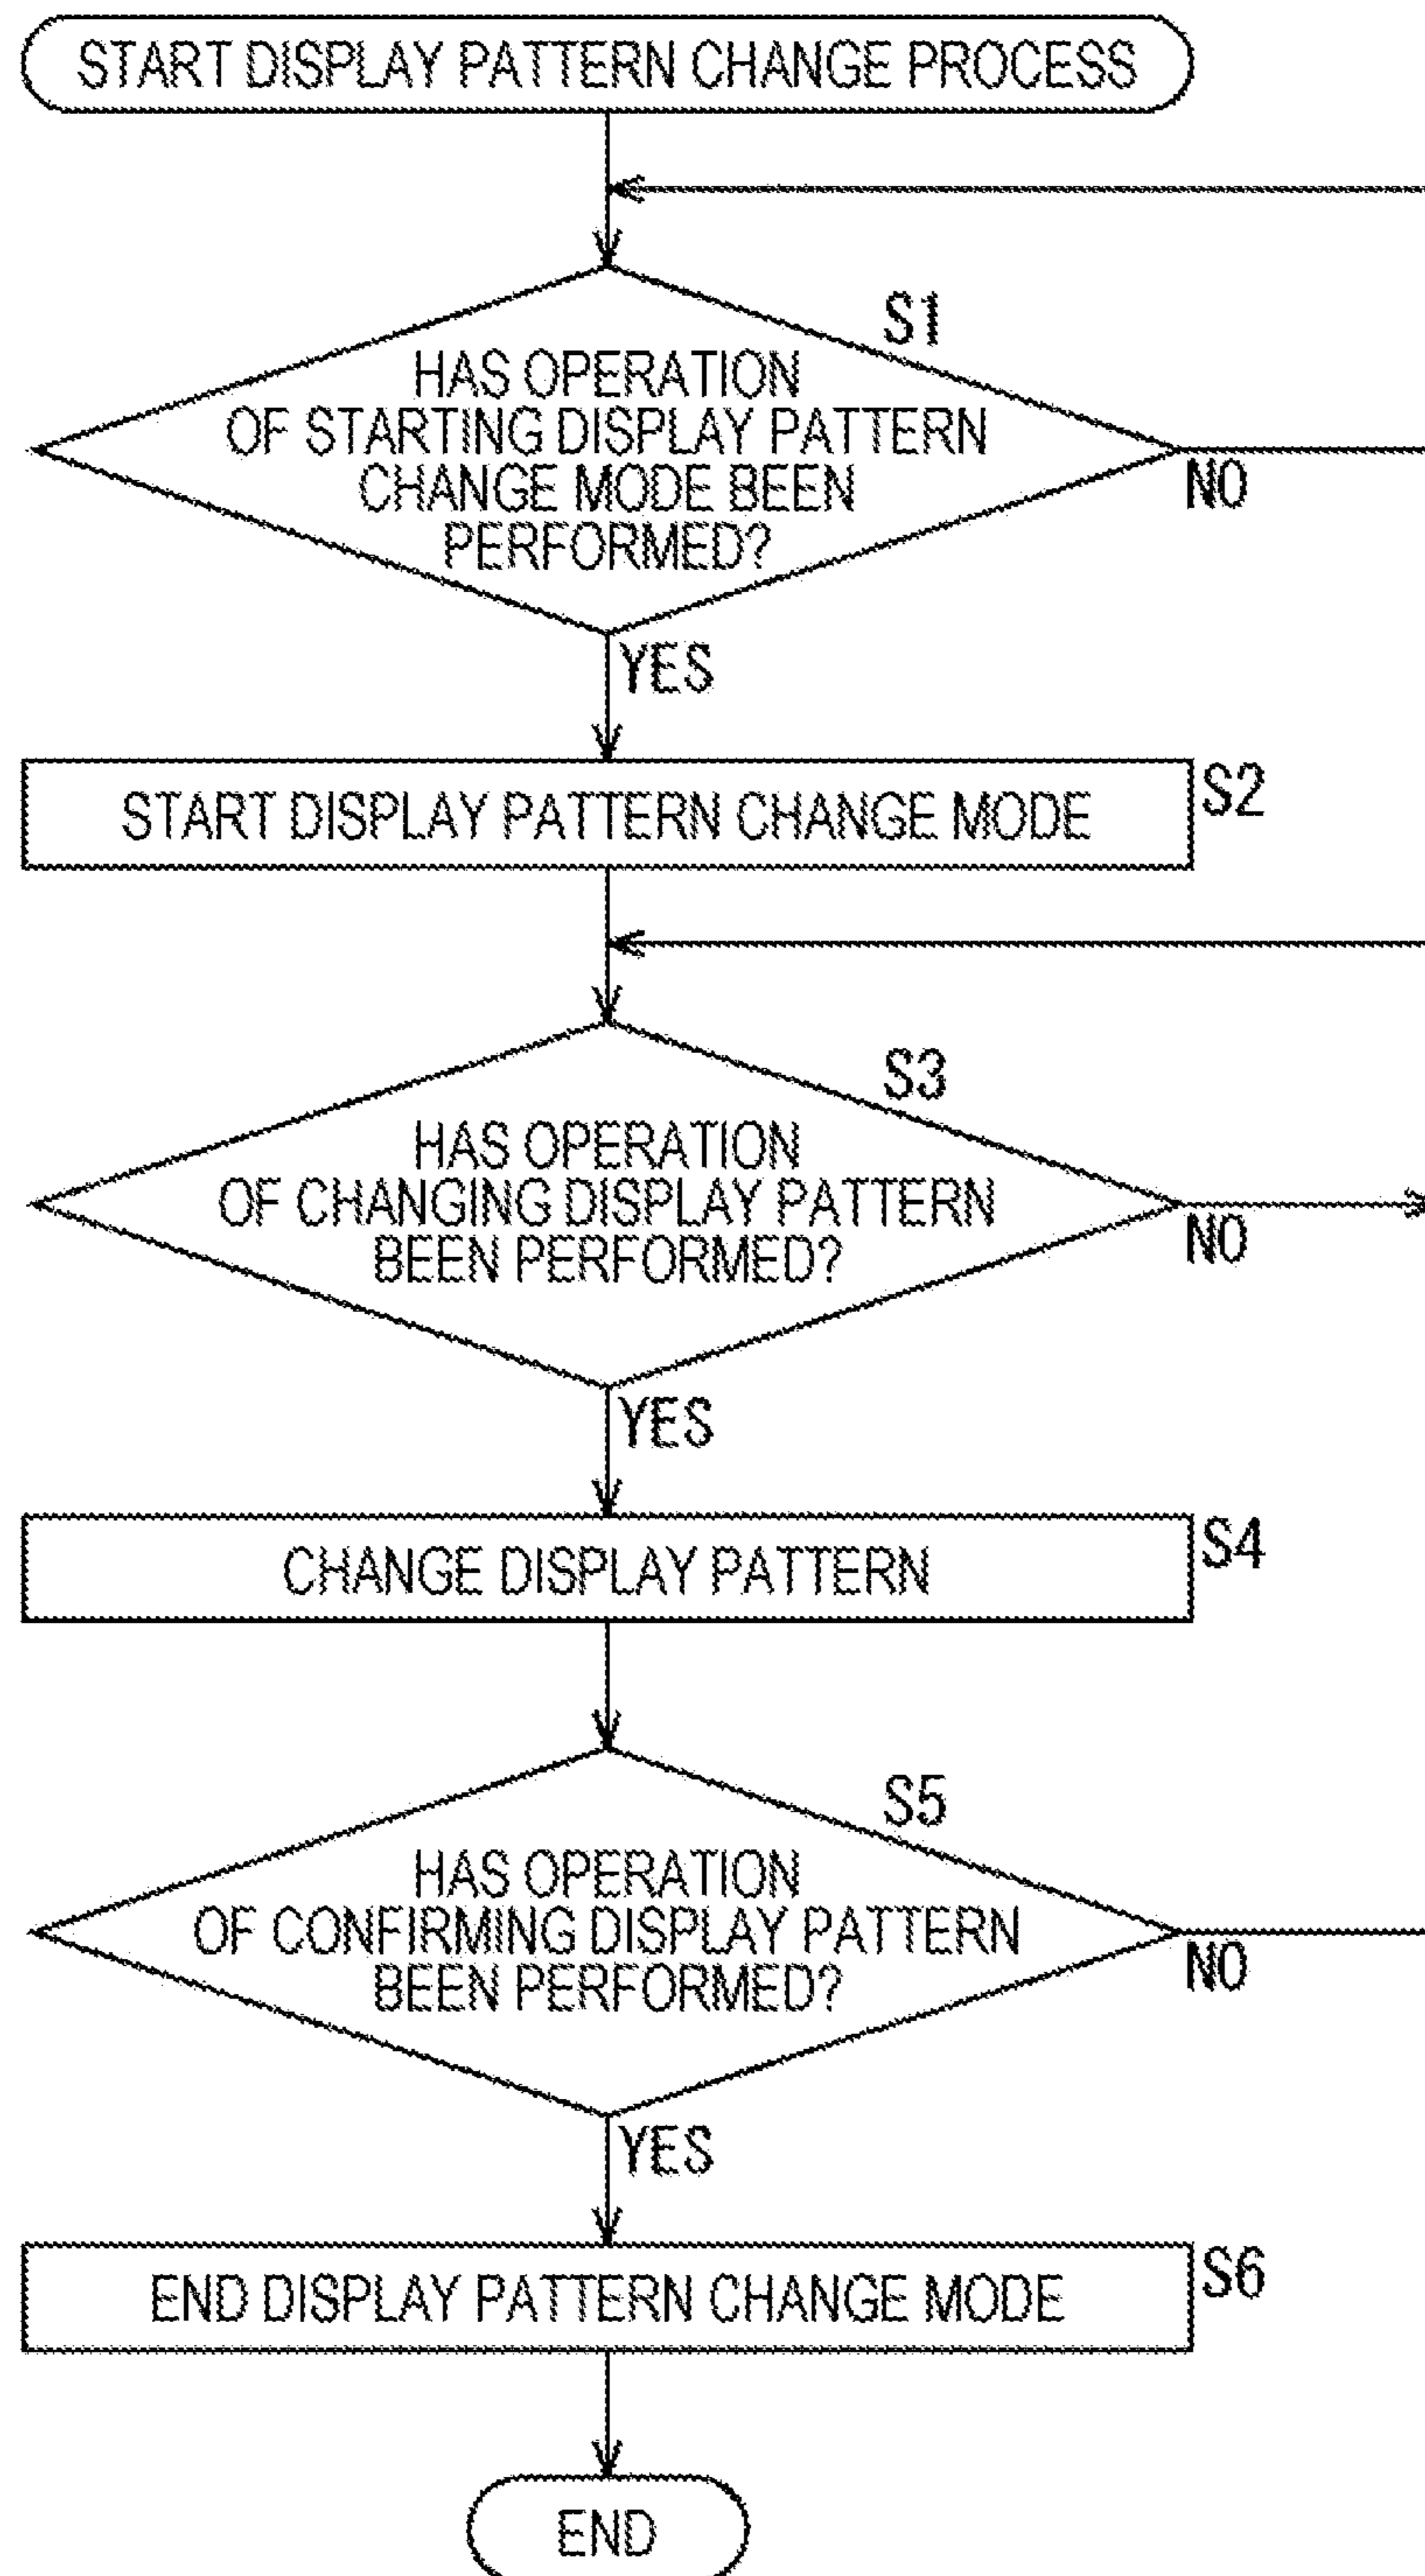 START DISPLAY PATTERN CHANGE PROCESS
S1
HAS OPERATION
OF STARTING DISPLAY PATTERN
CHANGE MODE BEEN
PERFORMED?
NO
YES
START DISPLAY PATTERN CHANGE MODE
S2
S3
HAS OPERATION
OF CHANGING DISPLAY PATTERN
BEEN PERFORMED?
NO
YES
CHANGE DISPLAY PATTERN
S4
S5
HAS OPERATION
OF CONFIRMING DISPLAY PATTERN
BEEN PERFORMED?
NO
YES
END DISPLAY PATTERN CHANGE MODE
S6
END